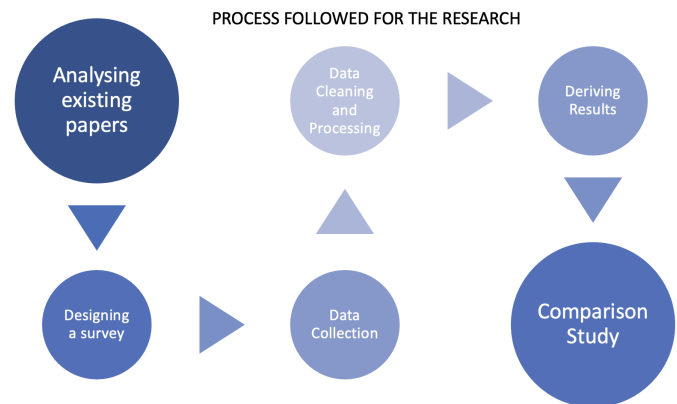 PROCESS FOLLOWED FOR THE RESEARCH
Analysing
existing
papers
Designing
a survey
Data
Collection
Data
Cleaning
and
Processing
Deriving
Results
Comparison
Study